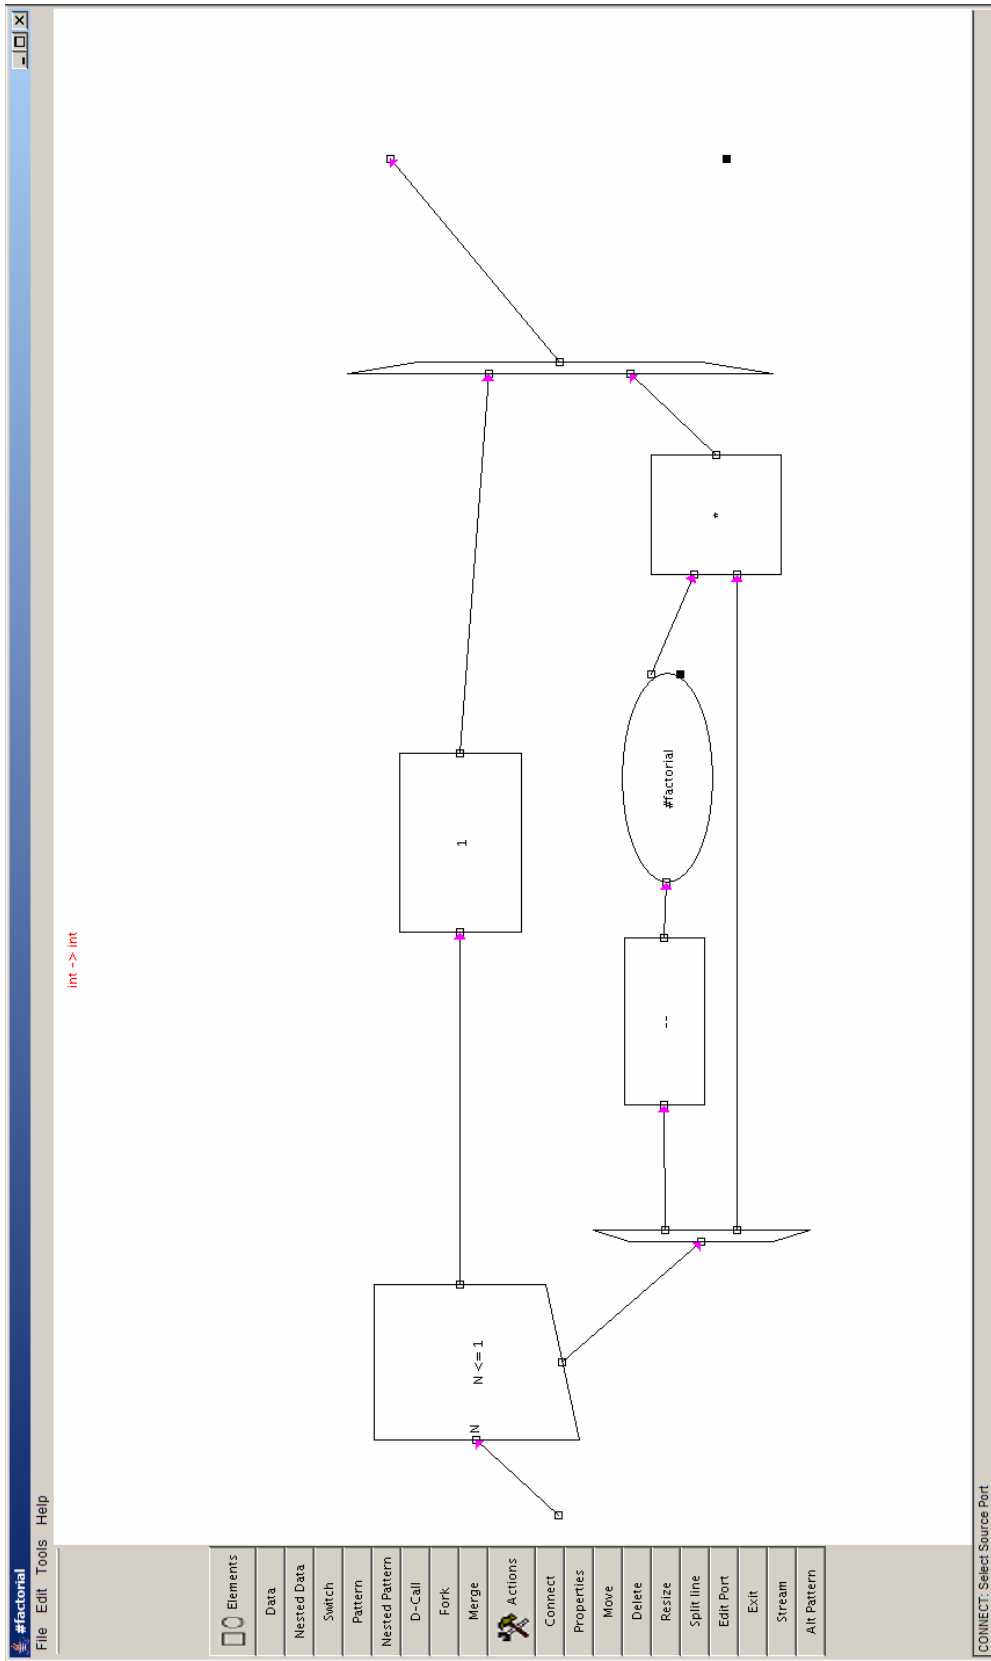 #factorial
File Edit Tools Help
Elements
Data
Nested Data
Switch
Pattern
Nested Pattern
D-Call
Fork
Merge
Actions
Connect
Properties
Move
Delete
Resize
Split line
Edit Port
Exit
Stream
Alt Pattern
int -> int
N
N <= 1
1
--
#factorial
*
CONNECT: Select Source Port